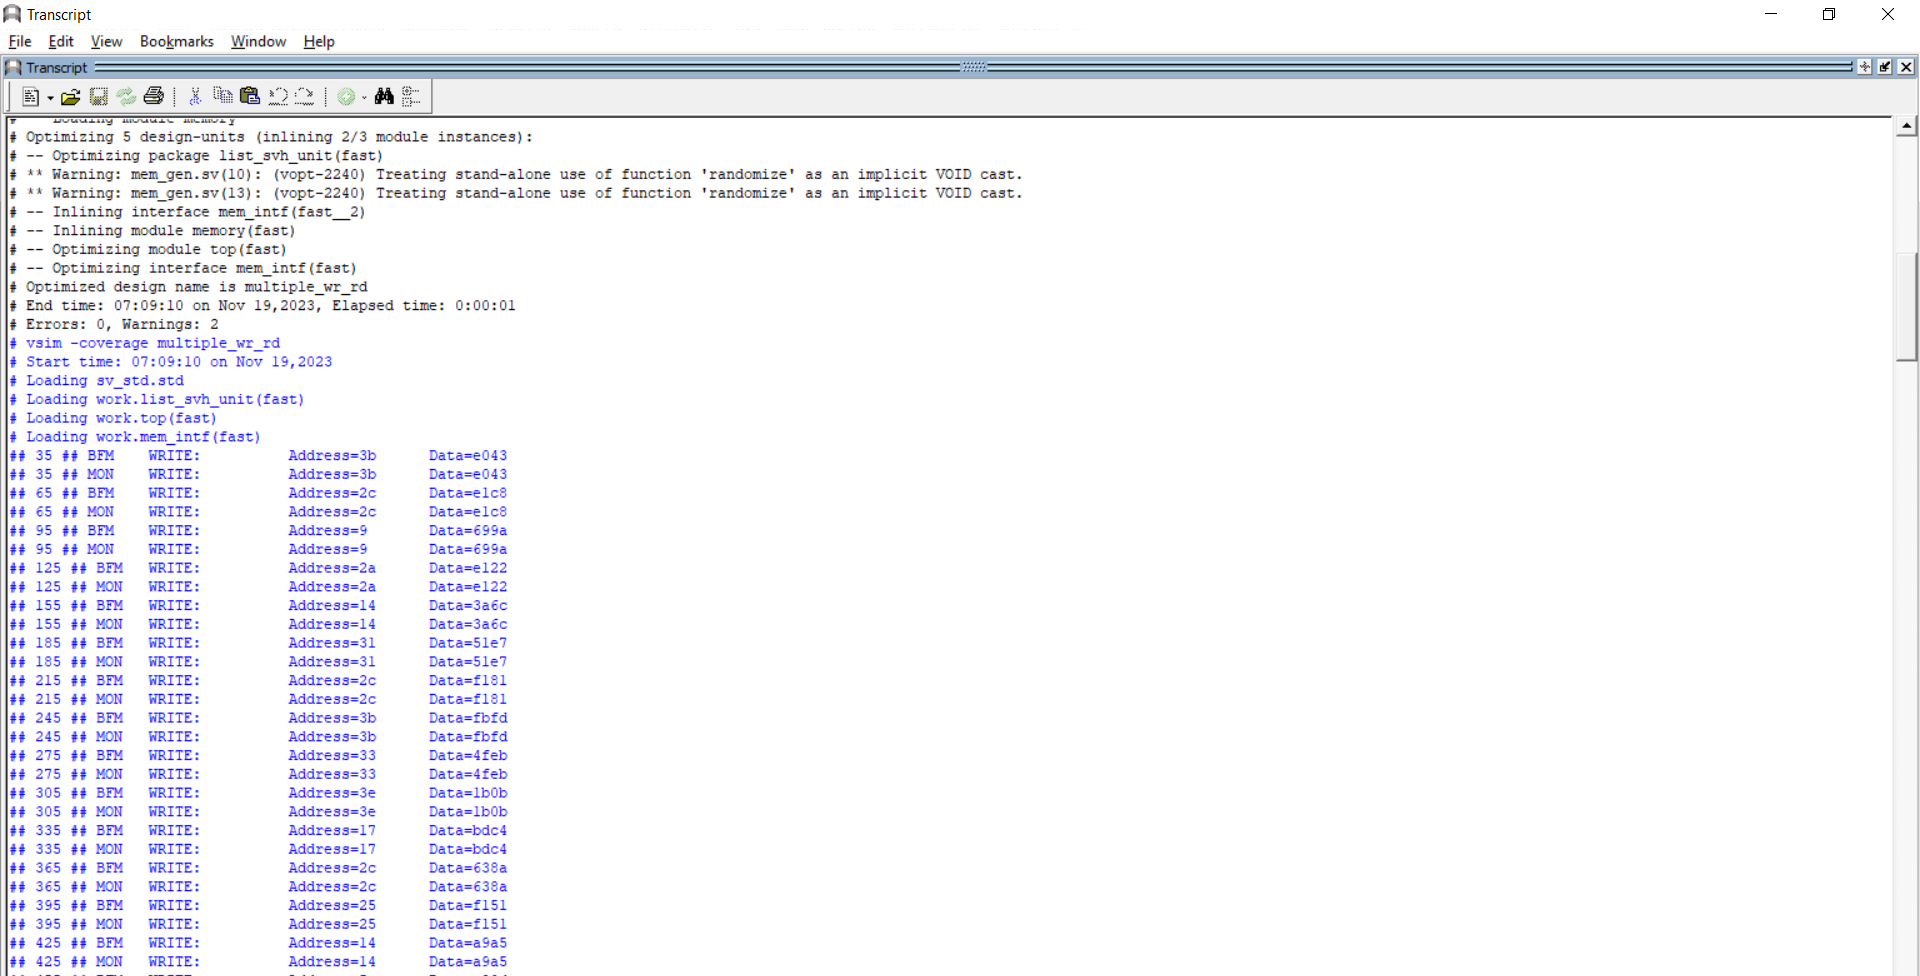 Transcript
File Edit View Bookmarks Window Help
Transcript
# Loading module memory
# Optimizing 5 design-units (inlining 2/3 module instances):
# -- Optimizing package list_svh_unit(fast)
# ** Warning: mem_gen.sv(10): (vopt-2240) Treating stand-alone use of function 'randomize' as an implicit VOID cast.
# ** Warning: mem_gen.sv(13): (vopt-2240) Treating stand-alone use of function 'randomize' as an implicit VOID cast.
# -- Inlining interface mem_intf(fast__2)
# -- Inlining module memory(fast)
# -- Optimizing module top(fast)
# -- Optimizing interface mem_intf(fast)
# Optimized design name is multiple_wr_rd
# End time: 07:09:10 on Nov 19,2023, Elapsed time: 0:00:01
# Errors: 0, Warnings: 2
# vsim -coverage multiple_wr_rd
# Start time: 07:09:10 on Nov 19,2023
# Loading sv_std.std
# Loading work.list_svh_unit(fast)
# Loading work.top(fast)
# Loading work.mem_intf(fast)
## 35 ## BFM WRITE: Address=3b Data=e043
## 35 ## MON WRITE: Address=3b Data=e043
## 65 ## BFM WRITE: Address=2c Data=e1c8
## 65 ## MON WRITE: Address=2c Data=e1c8
## 95 ## BFM WRITE: Address=9 Data=699a
## 95 ## MON WRITE: Address=9 Data=699a
## 125 ## BFM WRITE: Address=2a Data=e122
## 125 ## MON WRITE: Address=2a Data=e122
## 155 ## BFM WRITE: Address=14 Data=3a6c
## 155 ## MON WRITE: Address=14 Data=3a6c
## 185 ## BFM WRITE: Address=31 Data=51e7
## 185 ## MON WRITE: Address=31 Data=51e7
## 215 ## BFM WRITE: Address=2c Data=f181
## 215 ## MON WRITE: Address=2c Data=f181
## 245 ## BFM WRITE: Address=3b Data=fbfd
## 245 ## MON WRITE: Address=3b Data=fbfd
## 275 ## BFM WRITE: Address=33 Data=4feb
## 275 ## MON WRITE: Address=33 Data=4feb
## 305 ## BFM WRITE: Address=3e Data=1b0b
## 305 ## MON WRITE: Address=3e Data=1b0b
## 335 ## BFM WRITE: Address=17 Data=bdc4
## 335 ## MON WRITE: Address=17 Data=bdc4
## 365 ## BFM WRITE: Address=2c Data=638a
## 365 ## MON WRITE: Address=2c Data=638a
## 395 ## BFM WRITE: Address=25 Data=f151
## 395 ## MON WRITE: Address=25 Data=f151
## 425 ## BFM WRITE: Address=14 Data=a9a5
## 425 ## MON WRITE: Address=14 Data=a9a5